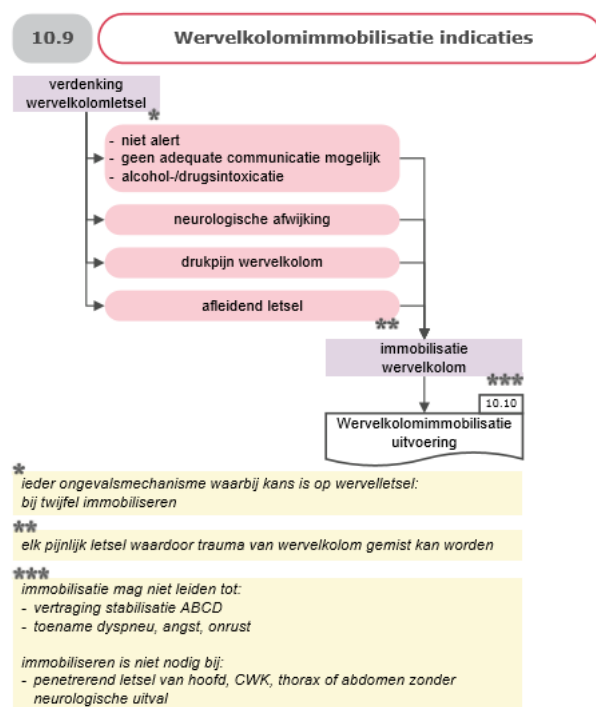 10.9
Wervelkolomimmobilisatie indicaties
verdenking
wervelkolomletsel
*
- niet alert
- geen adequate communicatie mogelijk
- alcohol-/drugsintoxicatie
neurologische afwijking
drukpijn wervelkolom
afleidend letsel
**
immobilisatie
wervelkolom
***
10.10
Wervelkolomimmobilisatie
uitvoering
*
ieder ongevalsmechanisme waarbij kans is op wervelletsel:
bij twijfel immobiliseren
**
elk pijnlijk letsel waardoor trauma van wervelkolom gemist kan worden
***
immobilisatie mag niet leiden tot:
- vertraging stabilisatie ABCD
- toename dyspneu, angst, onrust
immobiliseren is niet nodig bij:
- penetrerend letsel van hoofd, CWK, thorax of abdomen zonder
neurologische uitval